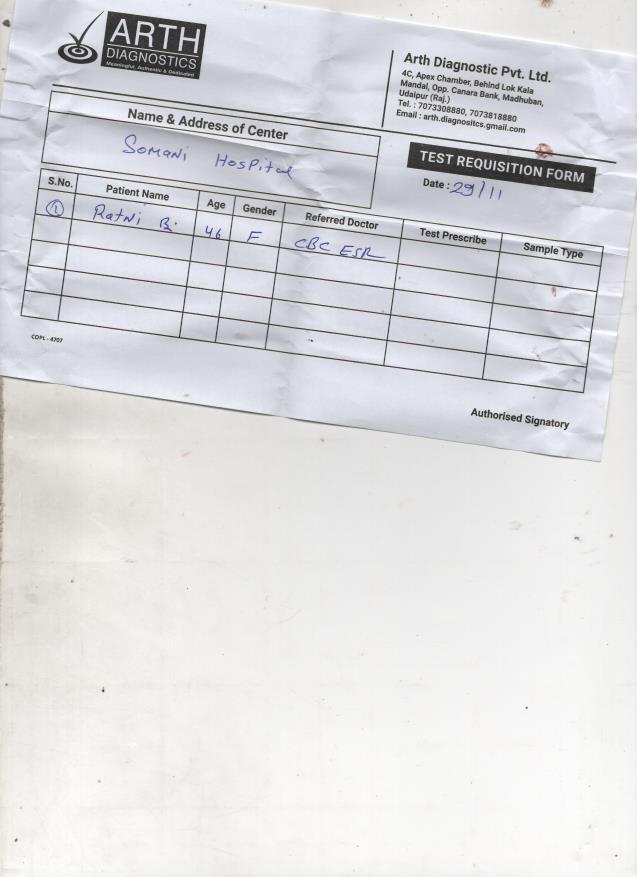 ARTH
DIAGNOSTICS
Meaningful, Authentic & Dedicated
Arth Diagnostic Pvt. Ltd.
4C, Apex Chamber, Behind Lok Kala
Mandal, Opp. Canara Bank, Madhuban,
Udaipur (Raj.)
Tel. : 7073308880, 7073818880
Email : arth.diagnositcs.gmail.com
Name & Address of Center
Somani Hospital
TEST REQUISITION FORM
Date : 29/11
S.No. Patient Name Age Gender Referred Doctor Test Prescribe Sample Type
1 Ratni B. 46 F CBC ESR
CDPL - 4707
Authorised Signatory